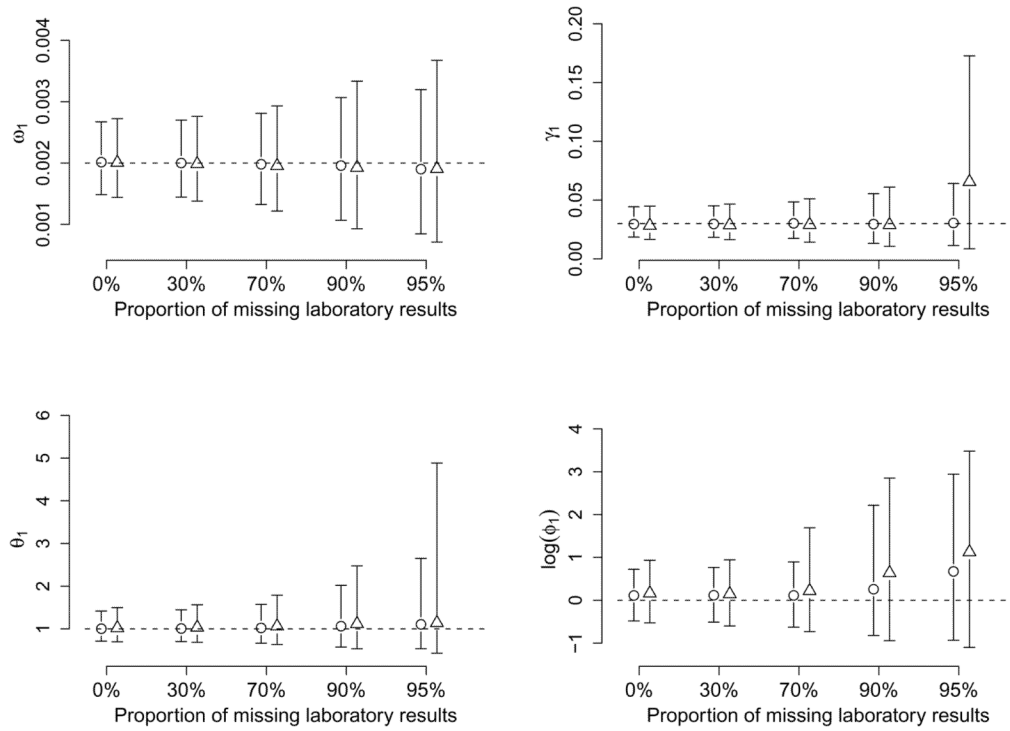 ω1
0.004
0.003
0.002
0.001
0% 30% 70% 90% 95%
Proportion of missing laboratory results
γ1
0.20
0.15
0.10
0.05
0.00
0% 30% 70% 90% 95%
Proportion of missing laboratory results
θ1
6
5
4
3
2
1
0% 30% 70% 90% 95%
Proportion of missing laboratory results
log(ϕ1)
4
3
2
1
0
−1
0% 30% 70% 90% 95%
Proportion of missing laboratory results